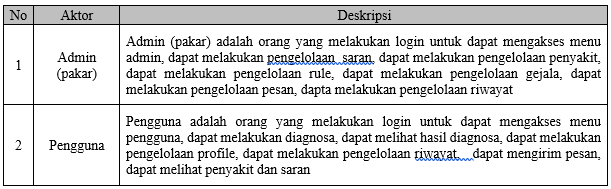 No Aktor Deskripsi
1 Admin (pakar) Admin (pakar) adalah orang yang melakukan login untuk dapat mengakses menu
admin, dapat melakukan pengelolaan saran, dapat melakukan pengelolaan penyakit,
dapat melakukan pengelolaan rule, dapat melakukan pengelolaan gejala, dapat
melakukan pengelolaan pesan, dapta melakukan pengelolaan riwayat
2 Pengguna Pengguna adalah orang yang melakukan login untuk dapat mengakses menu
pengguna, dapat melakukan diagnosa, dapat melihat hasil diagnosa, dapat melakukan
pengelolaan profile, dapat melakukan pengelolaan riwayat, dapat mengirim pesan,
dapat melihat penyakit dan saran